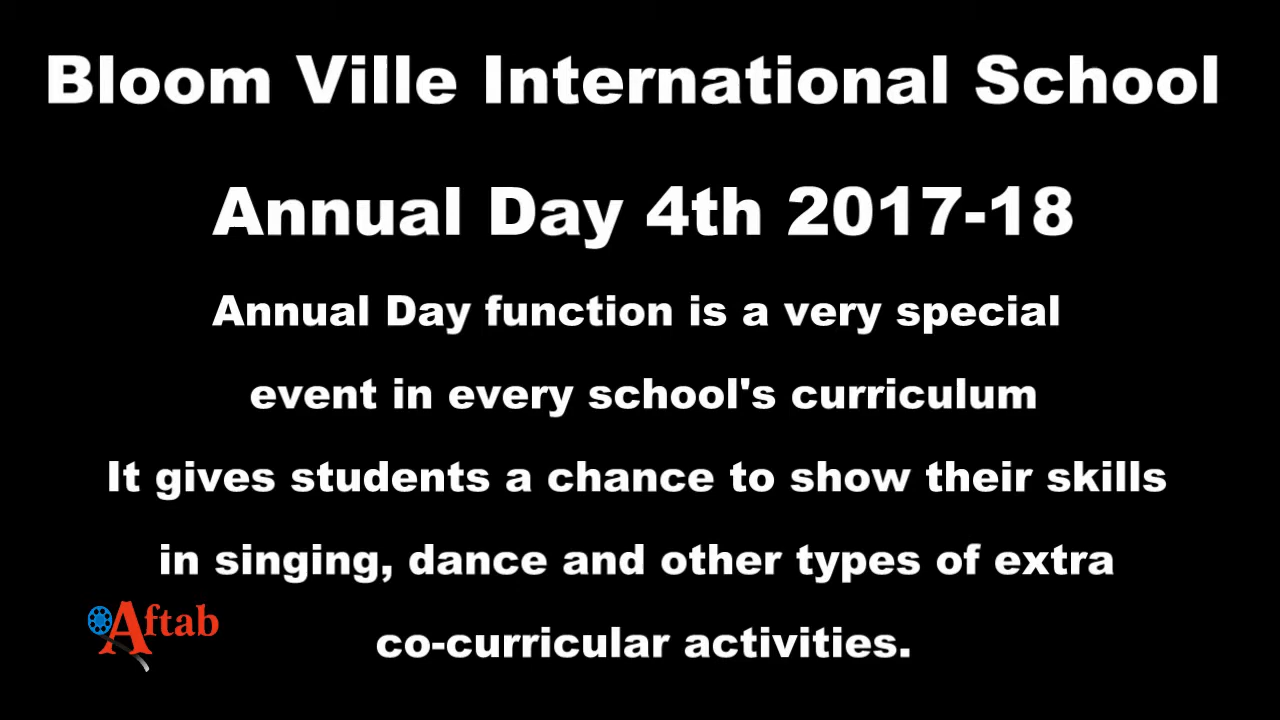 Bloom Ville International School
Annual Day 4th 2017-18
Annual Day function is a very special
event in every school's curriculum
It gives students a chance to show their skills
in singing, dance and other types of extra
co-curricular activities.
Aftab